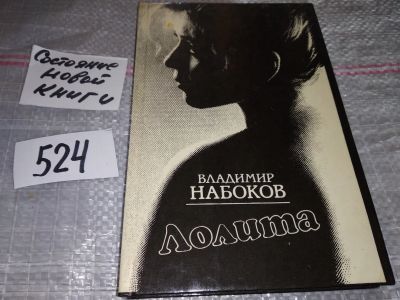 Состояние
новой
книги
524
ВЛАДИМИР
НАБОКОВ
Лолита